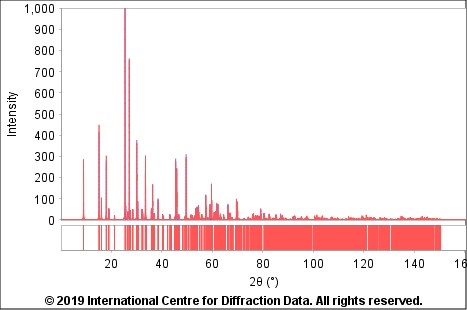 1,000
900
800
700
600
500
400
300
200
100
0
Intensity
20 40 60 80 100 120 140 16
2θ (°)
© 2019 International Centre for Diffraction Data. All rights reserved.